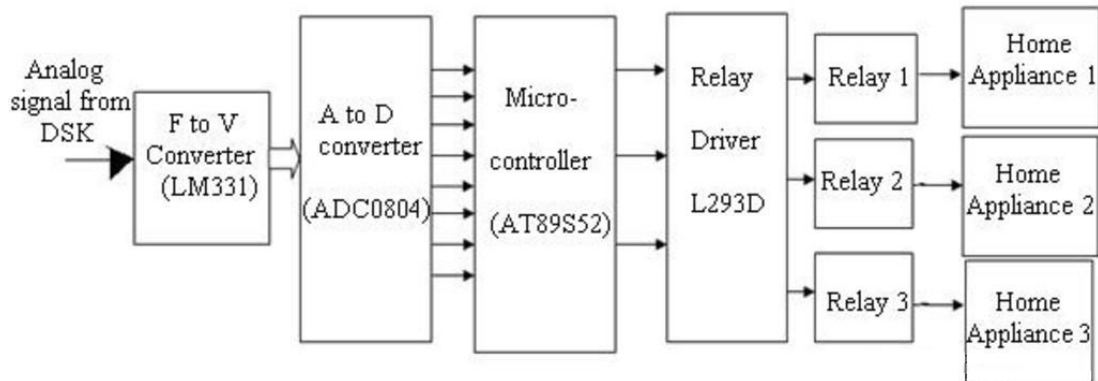 Analog
signal from
DSK
F to V
Converter
(LM331)
A to D
converter
(ADC0804)
Micro-
controller
(AT89S52)
Relay
Driver
L293D
Relay 1
Relay 2
Relay 3
Home
Appliance 1
Home
Appliance 2
Home
Appliance 3